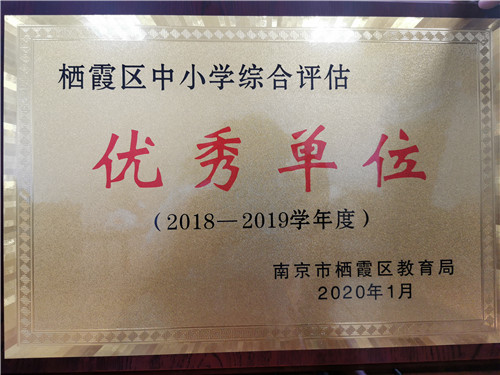 栖霞区中小学综合评估
优秀单位
（2018—2019学年度）
南京市栖霞区教育局
2020年1月